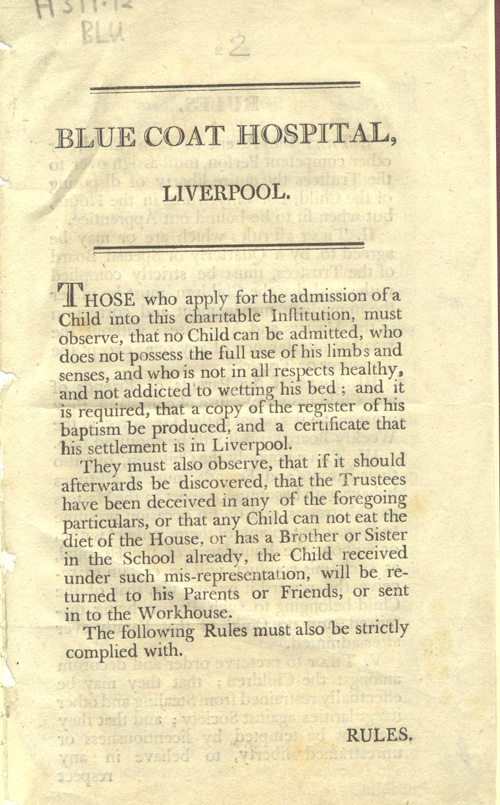 H 311.12
BLU
2
BLUE COAT HOSPITAL,
LIVERPOOL.
THOSE who apply for the admission of a
Child into this charitable Inſtitution, must
observe, that no Child can be admitted, who
does not possess the full use of his limbs and
senses, and who is not in all respects healthy,
and not addicted to wetting his bed; and it
is required, that a copy of the register of his
baptism be produced, and a certificate that
his settlement is in Liverpool.
They must also observe, that if it should
afterwards be discovered, that the Trustees
have been deceived in any of the foregoing
particulars, or that any Child can not eat the
diet of the House, or has a Brother or Sister
in the School already, the Child received
under such mis-representation, will be re-
turned to his Parents or Friends, or sent
in to the Workhouse.
The following Rules must also be strictly
complied with.
RULES.